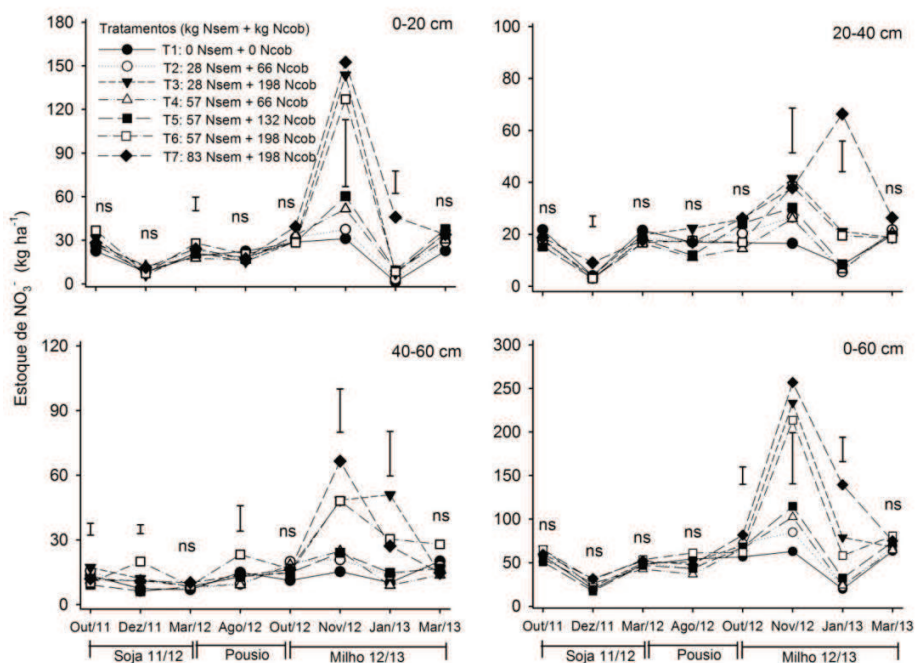 0-20 cm
180
150
120
90
60
30
0
Tratamentos (kg Nsem + kg Ncob)
T1: 0 Nsem + 0 Ncob
T2: 28 Nsem + 66 Ncob
T3: 28 Nsem + 198 Ncob
T4: 57 Nsem + 66 Ncob
T5: 57 Nsem + 132 Ncob
T6: 57 Nsem + 198 Ncob
T7: 83 Nsem + 198 Ncob
ns
ns
ns
ns
ns
20-40 cm
100
80
60
40
20
0
ns
ns
ns
ns
ns
Estoque de NO₃⁻ (kg ha⁻¹)
40-60 cm
120
90
60
30
0
ns
ns
ns
Out/11 Dez/11 Mar/12 Ago/12 Out/12 Nov/12 Jan/13 Mar/13
Soja 11/12 Pousio Milho 12/13
0-60 cm
300
250
200
150
100
50
0
ns
ns
ns
ns
ns
Out/11 Dez/11 Mar/12 Ago/12 Out/12 Nov/12 Jan/13 Mar/13
Soja 11/12 Pousio Milho 12/13